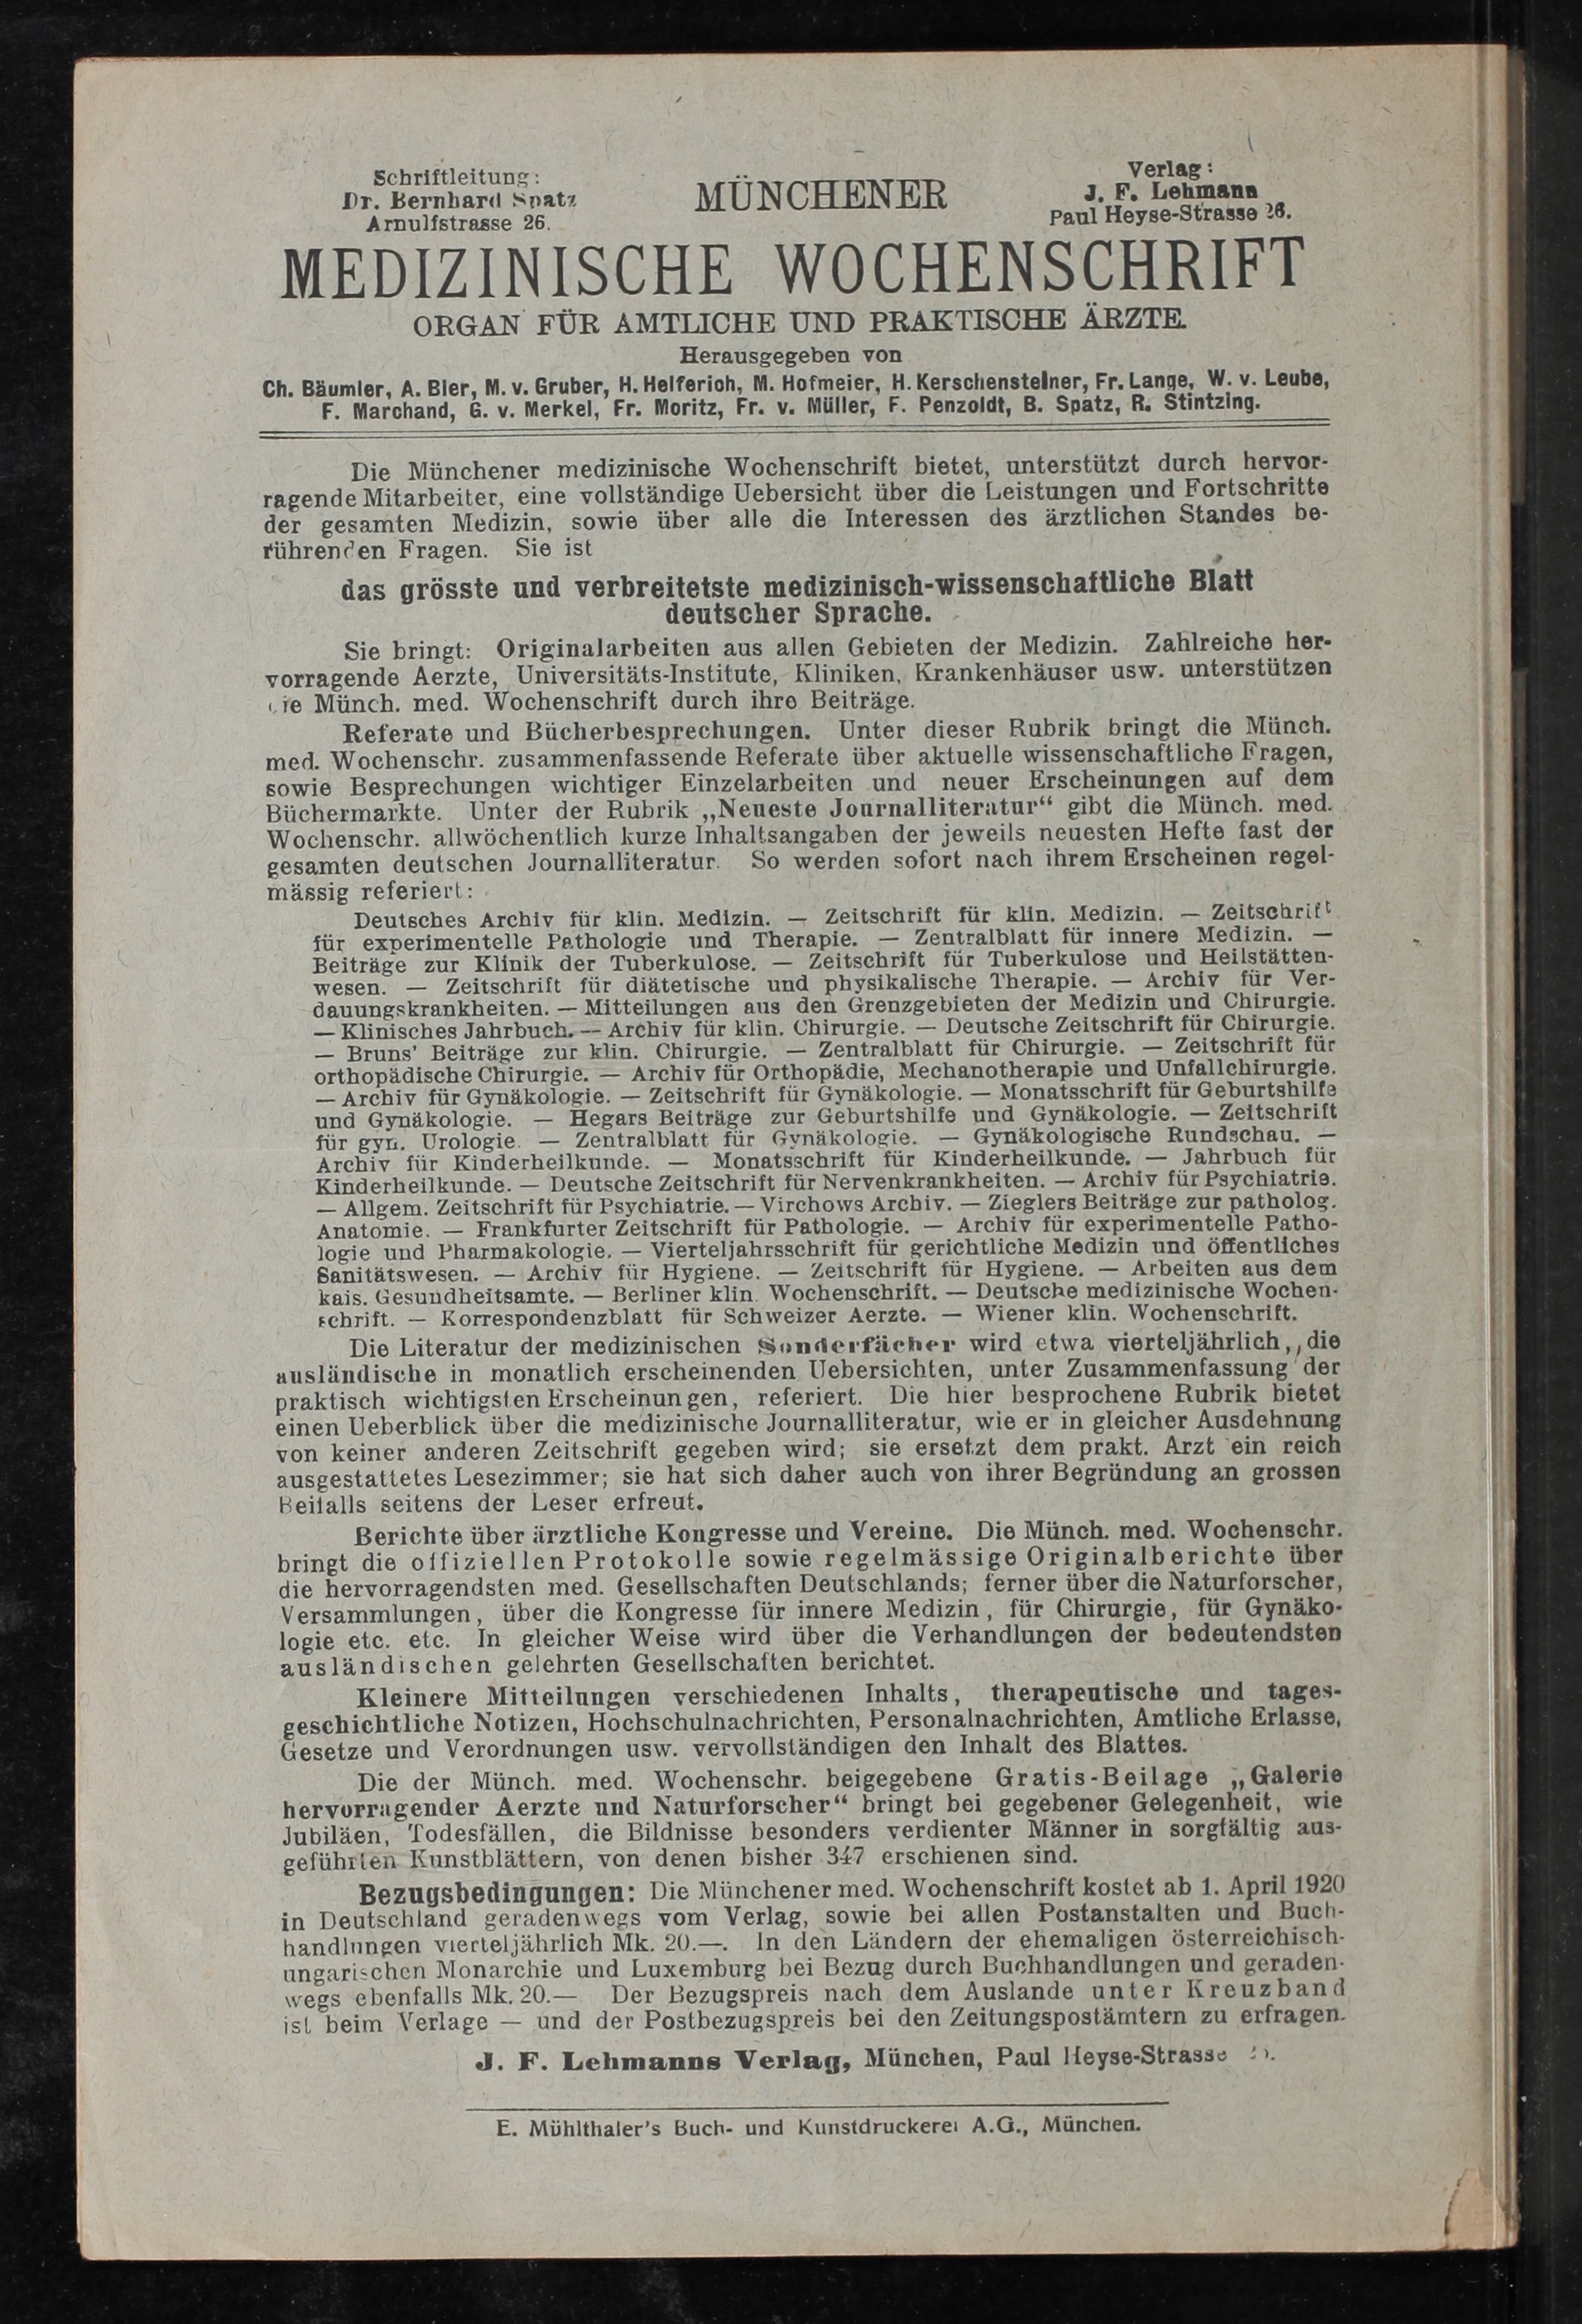 Schriftleitung:
Dr. Bernhard Spatz
Arnulfstrasse 26.
MÜNCHENER
Verlag:
J. F. Lehmann
Paul Heyse-Strasse 26.
MEDIZINISCHE WOCHENSCHRIFT
ORGAN FÜR AMTLICHE UND PRAKTISCHE ÄRZTE.
Herausgegeben von
Ch. Bäumler, A. Bier, M. v. Gruber, H. Helferich, M. Hofmeier, H. Kerschensteiner, Fr. Lange, W. v. Leube,
F. Marchand, G. v. Merkel, Fr. Moritz, Fr. v. Müller, F. Penzoldt, B. Spatz, R. Stintzing.
Die Münchener medizinische Wochenschrift bietet, unterstützt durch hervor-
ragende Mitarbeiter, eine vollständige Uebersicht über die Leistungen und Fortschritte
der gesamten Medizin, sowie über alle die Interessen des ärztlichen Standes be-
rührenden Fragen. Sie ist
das grösste und verbreitetste medizinisch-wissenschaftliche Blatt
deutscher Sprache.
Sie bringt: Originalarbeiten aus allen Gebieten der Medizin. Zahlreiche her-
vorragende Aerzte, Universitäts-Institute, Kliniken, Krankenhäuser usw. unterstützen
die Münch. med. Wochenschrift durch ihre Beiträge.
Referate und Bücherbesprechungen. Unter dieser Rubrik bringt die Münch.
med. Wochenschr. zusammenfassende Referate über aktuelle wissenschaftliche Fragen,
sowie Besprechungen wichtiger Einzelarbeiten und neuer Erscheinungen auf dem
Büchermarkte. Unter der Rubrik „Neueste Journalliteratur“ gibt die Münch. med.
Wochenschr. allwöchentlich kurze Inhaltsangaben der jeweils neuesten Hefte fast der
gesamten deutschen Journalliteratur. So werden sofort nach ihrem Erscheinen regel-
mässig referiert:
Deutsches Archiv für klin. Medizin. — Zeitschrift für klin. Medizin. — Zeitschrift
für experimentelle Pathologie und Therapie. — Zentralblatt für innere Medizin. —
Beiträge zur Klinik der Tuberkulose. — Zeitschrift für Tuberkulose und Heilstätten-
wesen. — Zeitschrift für diätetische und physikalische Therapie. — Archiv für Ver-
dauungskrankheiten. — Mitteilungen aus den Grenzgebieten der Medizin und Chirurgie.
— Klinisches Jahrbuch. — Archiv für klin. Chirurgie. — Deutsche Zeitschrift für Chirurgie.
— Bruns' Beiträge zur klin. Chirurgie. — Zentralblatt für Chirurgie. — Zeitschrift für
orthopädische Chirurgie. — Archiv für Orthopädie, Mechanotherapie und Unfallchirurgie.
— Archiv für Gynäkologie. — Zeitschrift für Gynäkologie. — Monatsschrift für Geburtshilfe
und Gynäkologie. — Hegars Beiträge zur Geburtshilfe und Gynäkologie. — Zeitschrift
für gyn. Urologie. — Zentralblatt für Gynäkologie. — Gynäkologische Rundschau. —
Archiv für Kinderheilkunde. — Monatsschrift für Kinderheilkunde. — Jahrbuch für
Kinderheilkunde. — Deutsche Zeitschrift für Nervenkrankheiten. — Archiv für Psychiatrie.
— Allgem. Zeitschrift für Psychiatrie. — Virchows Archiv. — Zieglers Beiträge zur patholog.
Anatomie. — Frankfurter Zeitschrift für Pathologie. — Archiv für experimentelle Patho-
logie und Pharmakologie. — Vierteljahrsschrift für gerichtliche Medizin und öffentliches
Sanitätswesen. — Archiv für Hygiene. — Zeitschrift für Hygiene. — Arbeiten aus dem
kais. Gesundheitsamte. — Berliner klin. Wochenschrift. — Deutsche medizinische Wochen-
schrift. — Korrespondenzblatt für Schweizer Aerzte. — Wiener klin. Wochenschrift.
Die Literatur der medizinischen Sonderfächer wird etwa vierteljährlich, die
ausländische in monatlich erscheinenden Uebersichten, unter Zusammenfassung der
praktisch wichtigsten Erscheinungen, referiert. Die hier besprochene Rubrik bietet
einen Ueberblick über die medizinische Journalliteratur, wie er in gleicher Ausdehnung
von keiner anderen Zeitschrift gegeben wird; sie ersetzt dem prakt. Arzt ein reich
ausgestattetes Lesezimmer; sie hat sich daher auch von ihrer Begründung an grossen
Beifalls seitens der Leser erfreut.
Berichte über ärztliche Kongresse und Vereine. Die Münch. med. Wochenschr.
bringt die offiziellen Protokolle sowie regelmässige Originalberichte über
die hervorragendsten med. Gesellschaften Deutschlands; ferner über die Naturforscher,
Versammlungen, über die Kongresse für innere Medizin, für Chirurgie, für Gynäko-
logie etc. etc. In gleicher Weise wird über die Verhandlungen der bedeutendsten
ausländischen gelehrten Gesellschaften berichtet.
Kleinere Mitteilungen verschiedenen Inhalts, therapeutische und tages-
geschichtliche Notizen, Hochschulnachrichten, Personalnachrichten, Amtliche Erlasse,
Gesetze und Verordnungen usw. vervollständigen den Inhalt des Blattes.
Die der Münch. med. Wochenschr. beigegebene Gratis-Beilage „Galerie
hervorragender Aerzte und Naturforscher“ bringt bei gegebener Gelegenheit, wie
Jubiläen, Todesfällen, die Bildnisse besonders verdienter Männer in sorgfältig aus-
geführten Kunstblättern, von denen bisher 347 erschienen sind.
Bezugsbedingungen: Die Münchener med. Wochenschrift kostet ab 1. April 1920
in Deutschland geradenwegs vom Verlag, sowie bei allen Postanstalten und Buch-
handlungen vierteljährlich Mk. 20.—. In den Ländern der ehemaligen österreichisch-
ungarischen Monarchie und Luxemburg bei Bezug durch Buchhandlungen und geraden-
wegs ebenfalls Mk. 20.— Der Bezugspreis nach dem Auslande unter Kreuzband
ist beim Verlage — und der Postbezugspreis bei den Zeitungspostämtern zu erfragen.
J. F. Lehmanns Verlag, München, Paul Heyse-Strasse
E. Mühlthaler's Buch- und Kunstdruckerei A.G., München.